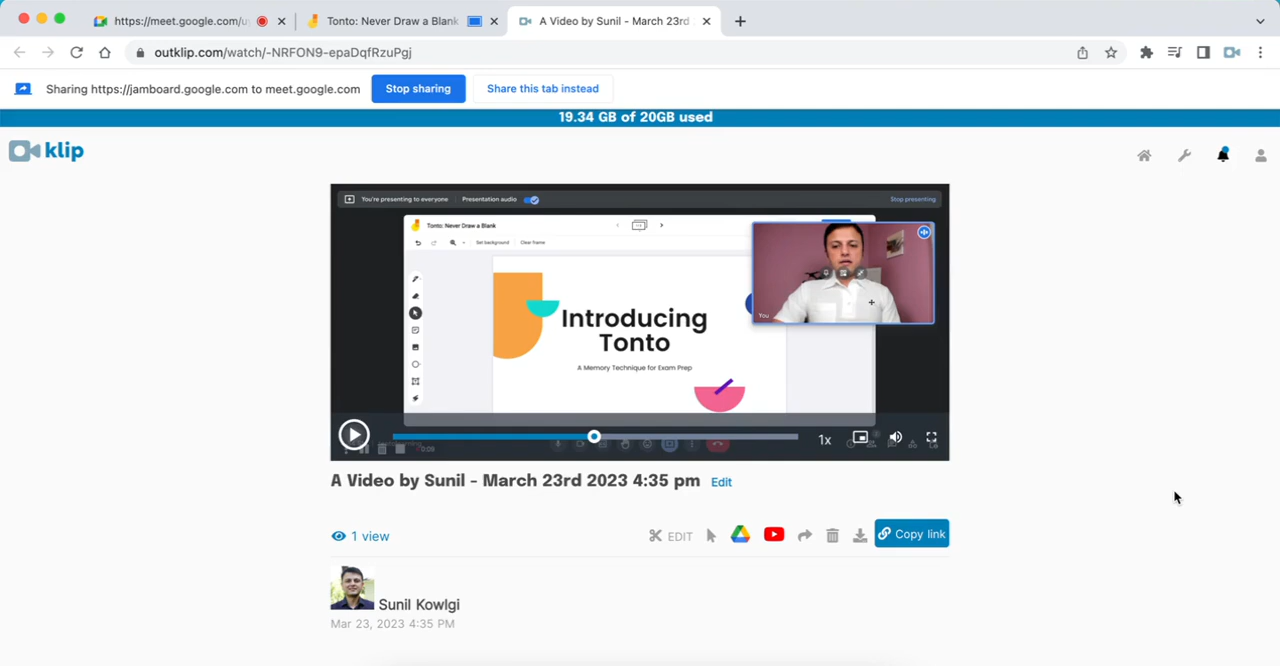 https://meet.google.com/u
Tonto: Never Draw a Blank
A Video by Sunil - March 23rd
outklip.com/watch/-NRFON9-epaDqfRzuPgj
Sharing https://jamboard.google.com to meet.google.com
Stop sharing
Share this tab instead
19.34 GB of 20GB used
klip
You're presenting to everyone
Presentation audio
Stop presenting
Tonto: Never Draw a Blank
Set background
Clear frame
Introducing
Tonto
A Memory Technique for Exam Prep
You
0:09
1x
A Video by Sunil - March 23rd 2023 4:35 pm
Edit
1 view
EDIT
Copy link
Sunil Kowlgi
Mar 23, 2023 4:35 PM